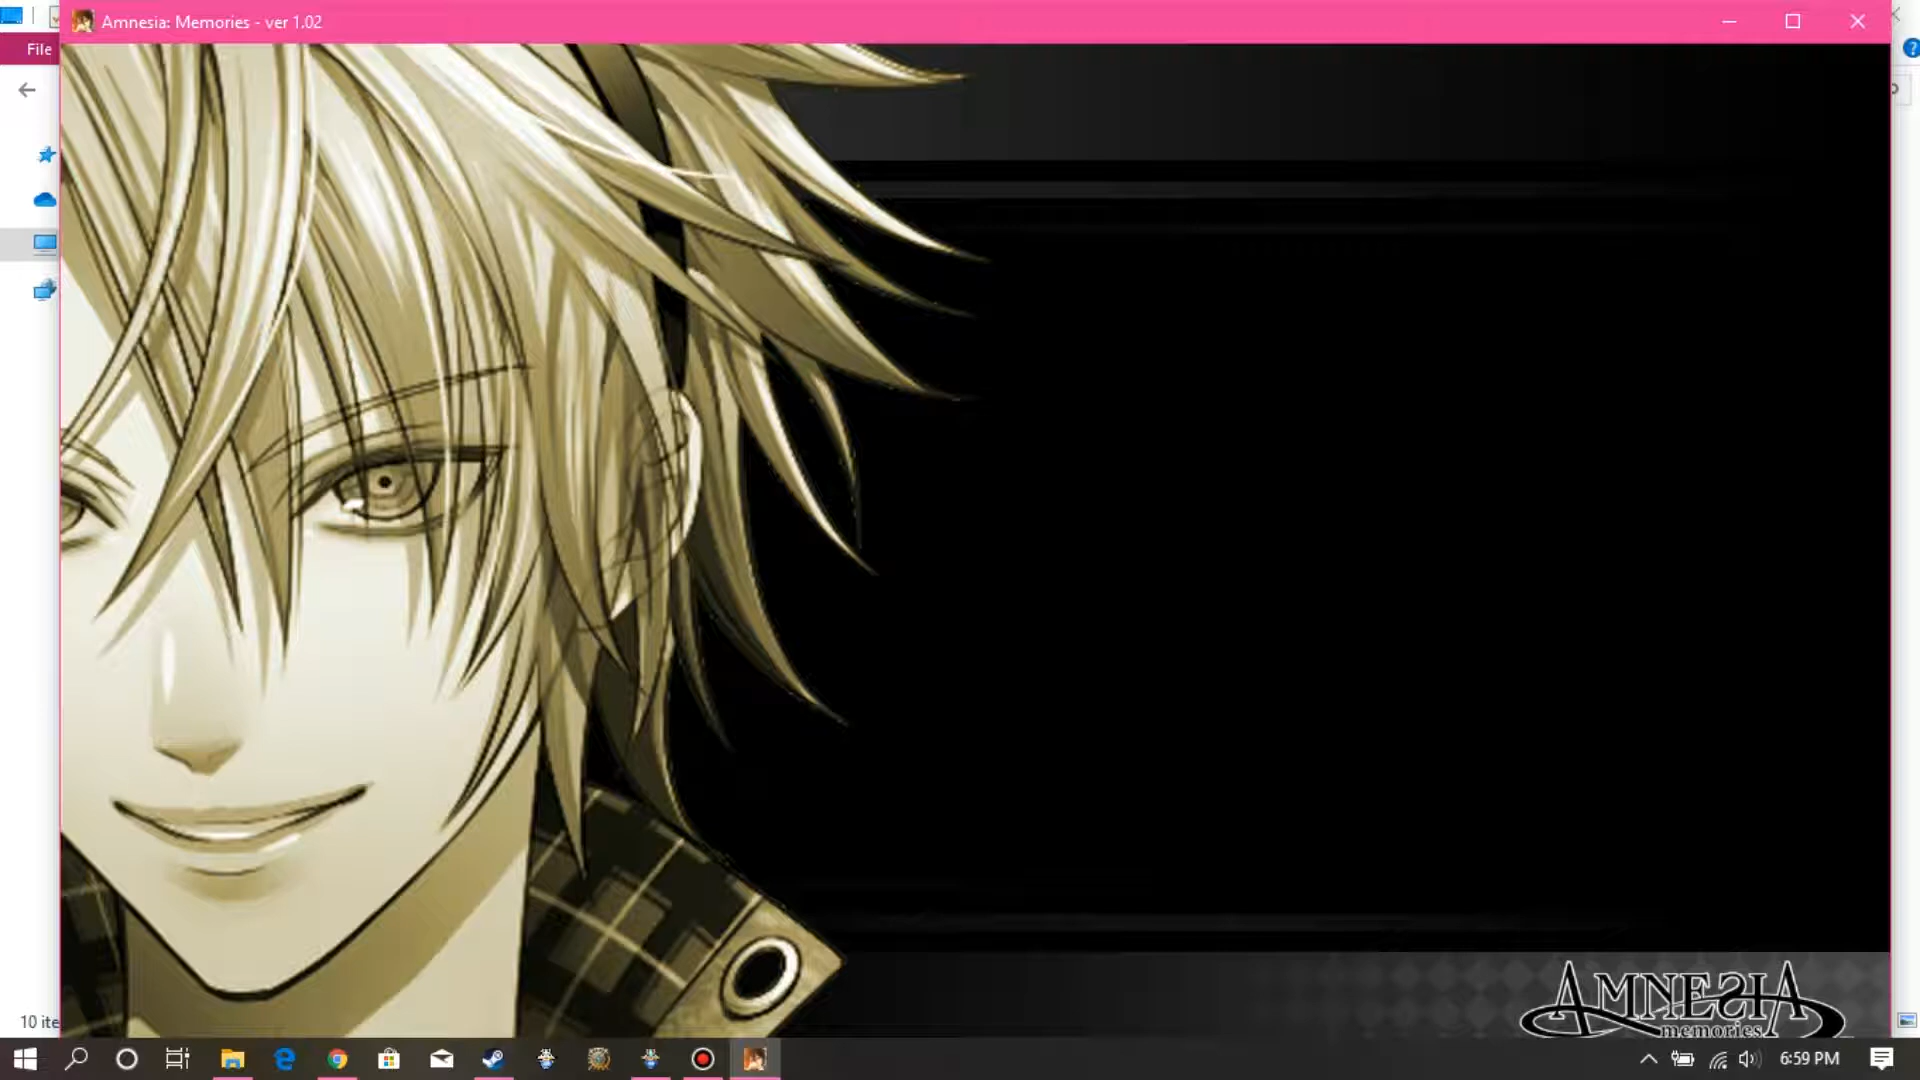 Amnesia: Memories - ver 1.02
File
10 ite
AMNESIA
memories
6:59 PM